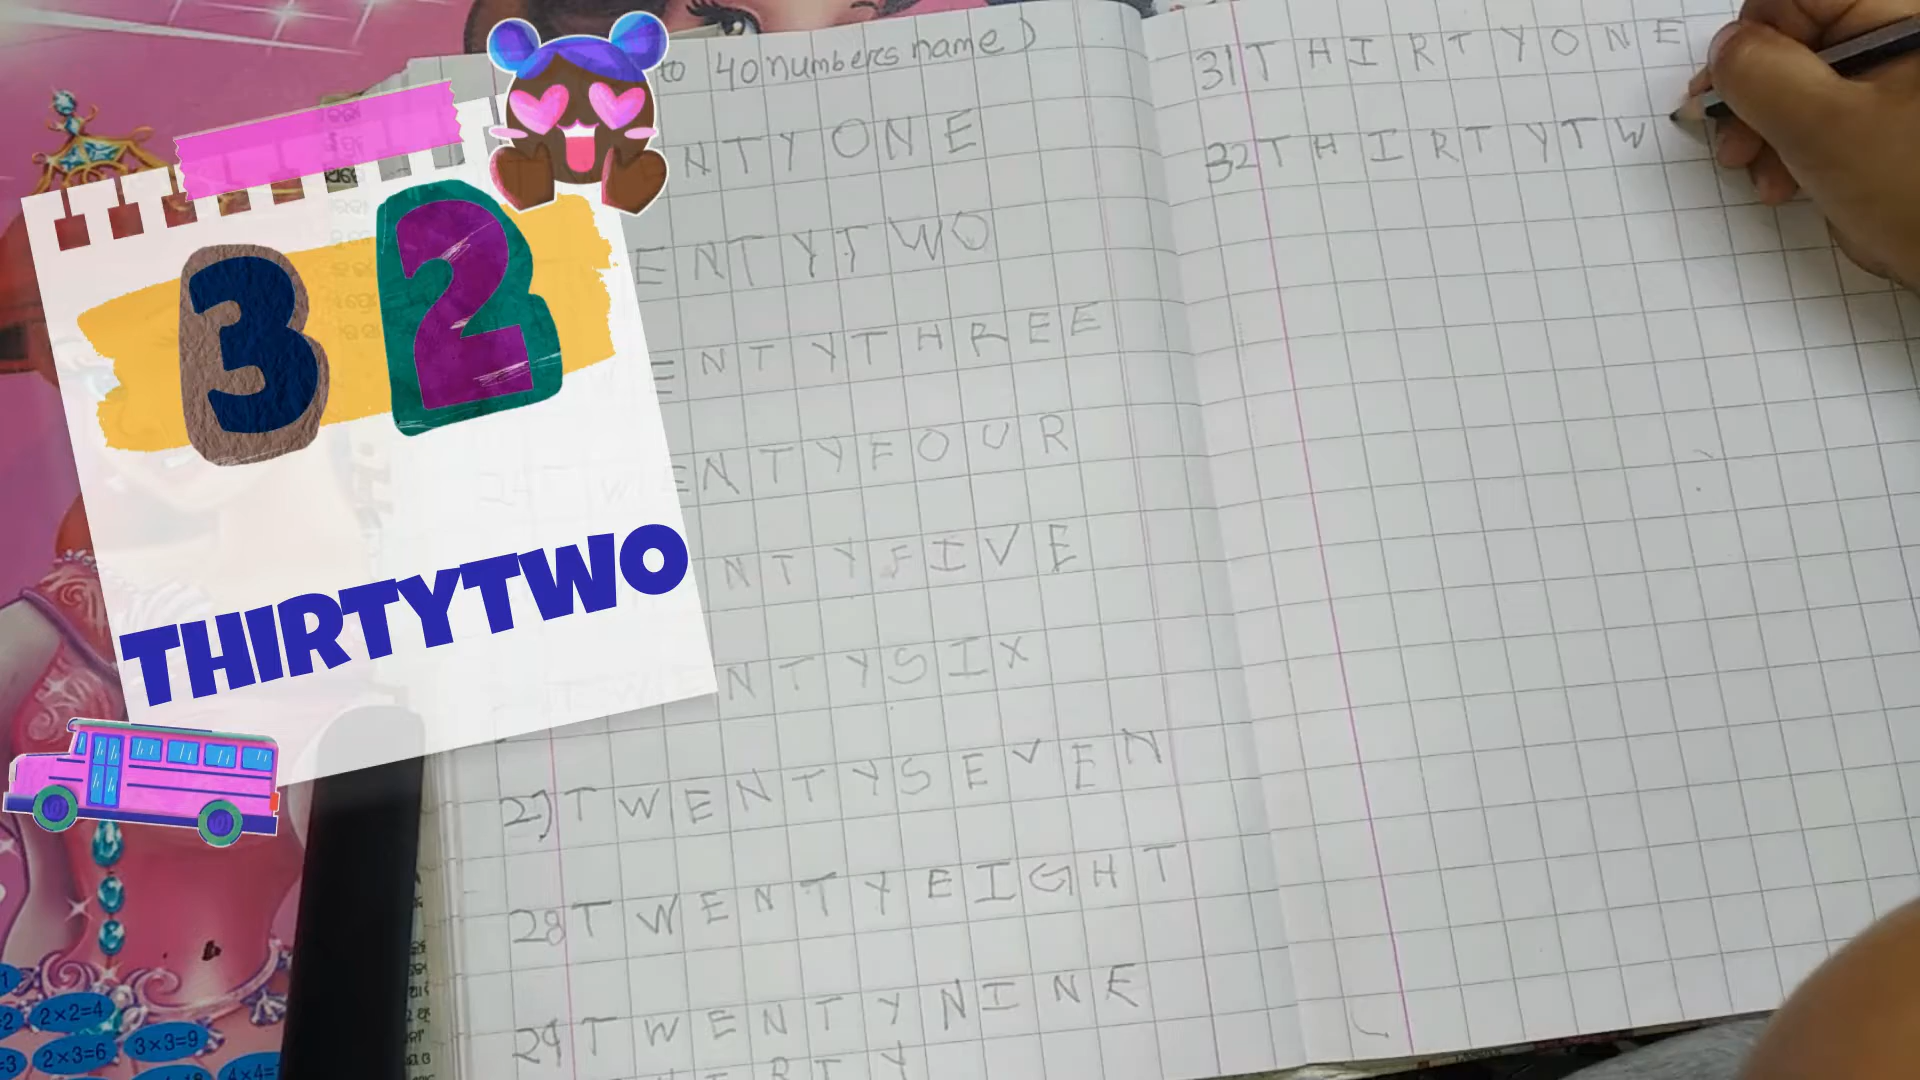 to 40 numbers name)
32
THIRTYTWO
NTYONE
ENTYTWO
ENTYTHREE
ENTYFOUR
NTYFIVE
NTYSIX
27 TWENTYSEVEN
28 TWENTYEIGHT
29 TWENTYNINE
IRTY
31 THIRTYONE
32 THIRTYTW
2×2=4
2×3=6
3×3=9